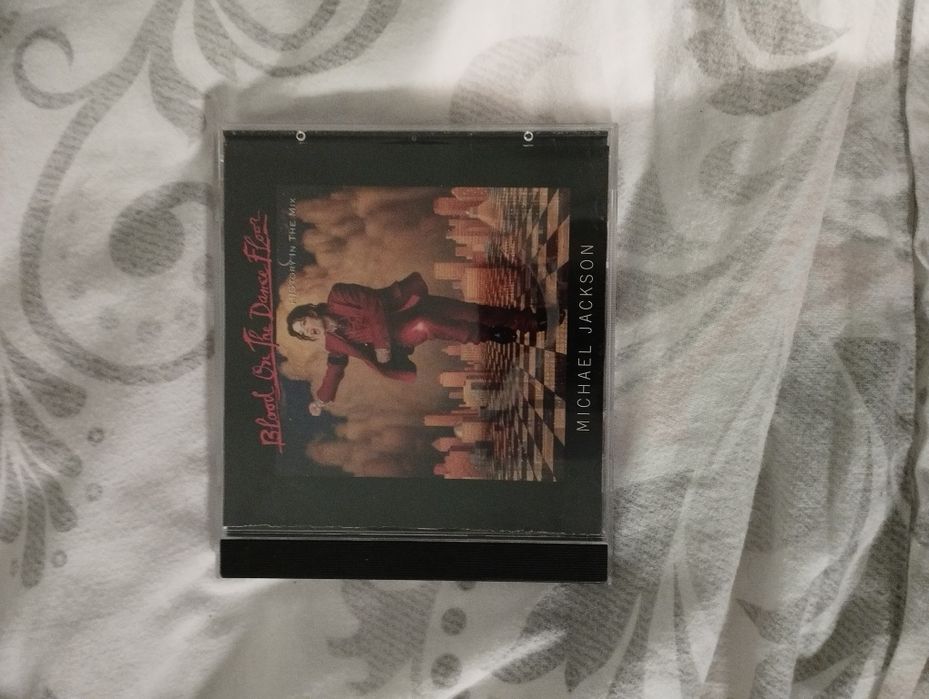 Blood On The Dance Floor
HISTORY IN THE MIX
MICHAEL JACKSON